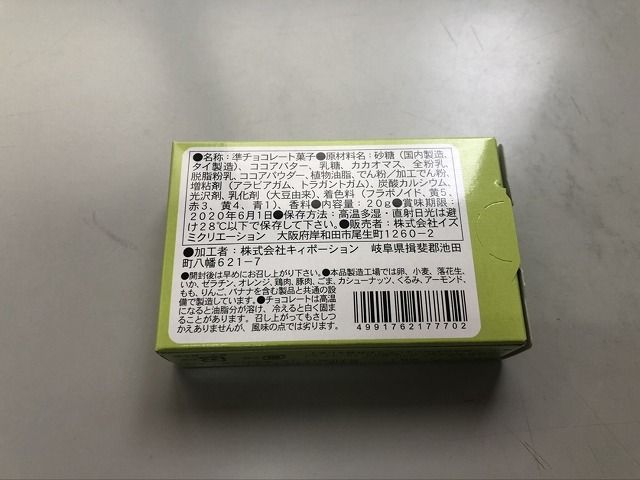 ●名称：準チョコレート菓子●原材料名：砂糖（国内製造、
タイ製造）、ココアバター、乳糖、カカオマス、全粉乳、
脱脂粉乳、ココアパウダー、植物油脂、でん粉／加工でん粉、
増粘剤（アラビアガム、トラガントガム）、炭酸カルシウム、
光沢剤、乳化剤（大豆由来）、着色料（フラボノイド、黄5、
赤3、黄4、青1）、香料●内容量：20g●賞味期限：
2020年6月1日●保存方法：高温多湿・直射日光は避
け28℃以下で保存して下さい。●販売者：株式会社イズ
ミクリエーション　大阪府岸和田市尾生町1260-2
●加工者：株式会社キィポーション　岐阜県揖斐郡池田
町八幡621-7
●開封後は早めにお召し上がり下さい。●本品製造工場では卵、小麦、落花生、
いか、ゼラチン、オレンジ、鶏肉、豚肉、ごま、カシューナッツ、くるみ、アーモンド、
もも、りんご、バナナを含む製品と共通の設
備で製造しています。●チョコレートは高温
になると油脂分が溶け、冷えると白く固ま
ることがあります。召し上がってもさしつ
かえありませんが、風味の点では劣ります。
4991762177702